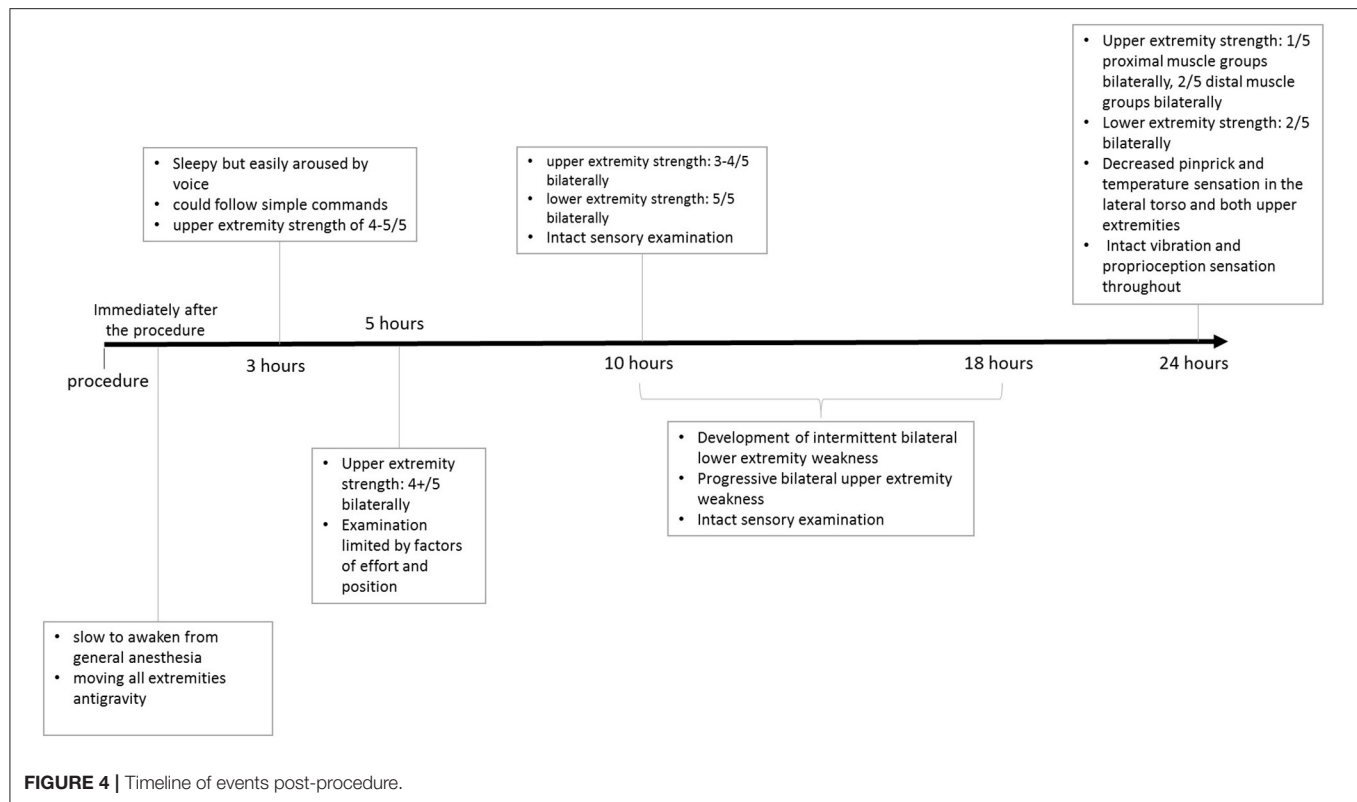 • Upper extremity strength: 1/5
proximal muscle groups
bilaterally, 2/5 distal muscle
groups bilaterally
• Lower extremity strength: 2/5
bilaterally
• Decreased pinprick and
temperature sensation in the
lateral torso and both upper
extremities
• Intact vibration and
proprioception sensation
throughout
• Sleepy but easily aroused by
voice
• could follow simple commands
• upper extremity strength of 4-5/5
• upper extremity strength: 3-4/5
bilaterally
• lower extremity strength: 5/5
bilaterally
• Intact sensory examination
Immediately after
the procedure
5 hours
procedure
3 hours
10 hours
18 hours
24 hours
• Upper extremity
strength: 4+/5
bilaterally
• Examination
limited by factors
of effort and
position
• Development of intermittent bilateral
lower extremity weakness
• Progressive bilateral upper extremity
weakness
• Intact sensory examination
• slow to awaken from
general anesthesia
• moving all extremities
antigravity
FIGURE 4 | Timeline of events post-procedure.